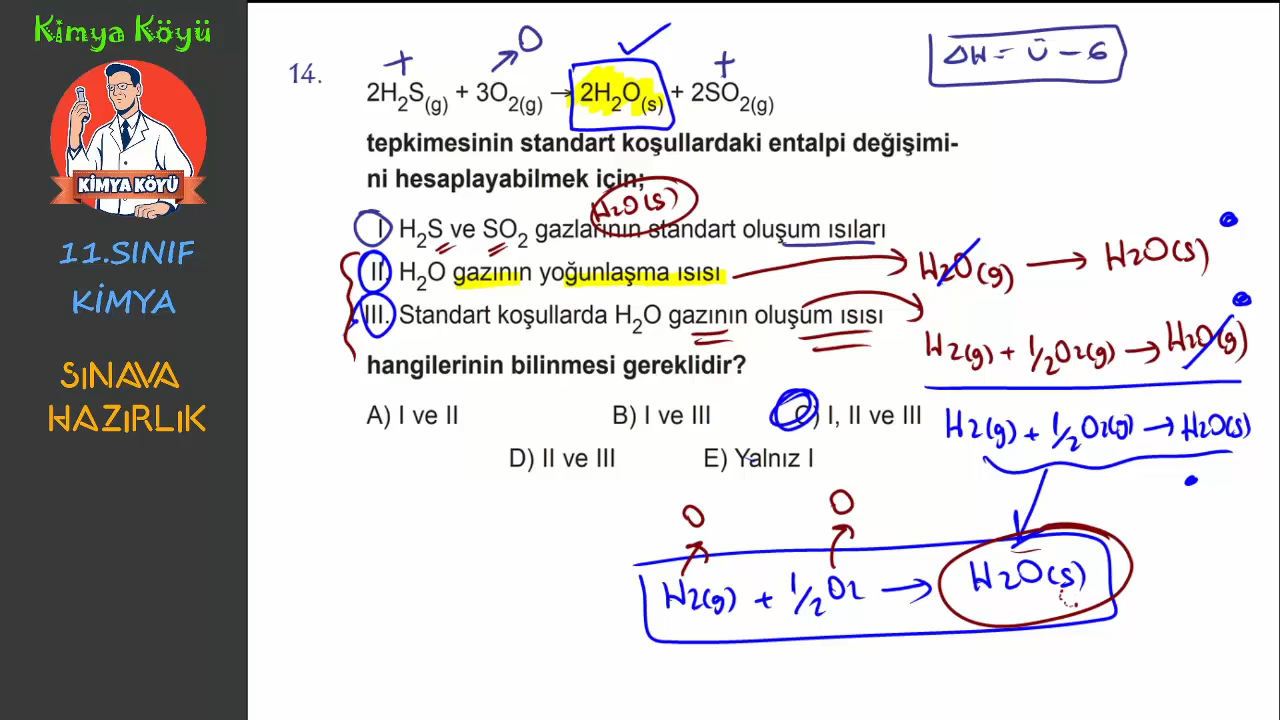 Kimya Köyü
KİMYA KÖYÜ
11.SINIF
KİMYA
SINAVA
HAZIRLIK
ΔH = Ü - G
O
+ +
14. 2H₂S(g) + 3O₂(g) → 2H₂O(s) + 2SO₂(g)
tepkimesinin standart koşullardaki entalpi değişimi-
ni hesaplayabilmek için;
H₂O(s)
I. H₂S ve SO₂ gazlarının standart oluşum ısıları
II. H₂O gazının yoğunlaşma ısısı
H₂O(g) → H₂O(s)
III. Standart koşullarda H₂O gazının oluşum ısısı
H₂(g) + 1/2O₂(g) → H₂O(g)
hangilerinin bilinmesi gereklidir?
A) I ve II B) I ve III C) I, II ve III
H₂(g) + 1/2O₂(g) → H₂O(s)
D) II ve III E) Yalnız I
O O
H₂(g) + 1/2O₂ → H₂O(s)